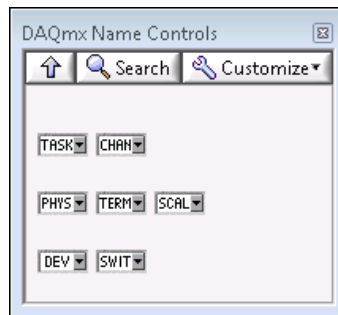 DAQmx Name Controls
Search Customize
TASK CHAN
PHYS TERM SCAL
DEV SWIT